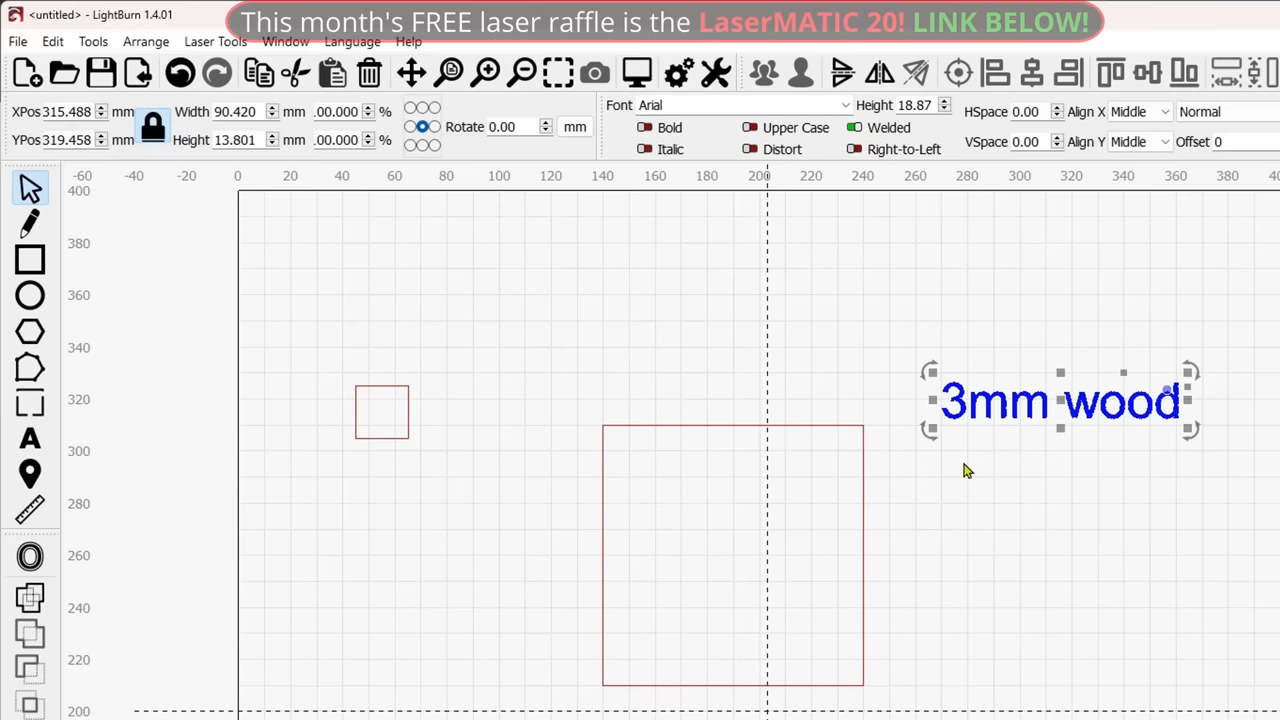 <untitled> - LightBurn 1.4.01
This month's FREE laser raffle is the LaserMATIC 20! LINK BELOW!
File Edit Tools Arrange Laser Tools Window Language Help
XPos 315.488 mm Width 90.420 mm .00.000 % Rotate 0.00 mm
YPos 319.458 mm Height 13.801 mm .00.000 %
Font Arial Height 18.87 HSpace 0.00 Align X Middle Normal
Bold Upper Case Welded
Italic Distort Right-to-Left VSpace 0.00 Align Y Middle Offset 0
-60 -40 -20 0 20 40 60 80 100 120 140 160 180 200 220 240 260 280 300 320 340 360 380 40
400
380
360
340
320
300
280
260
240
220
200
3mm wood
A